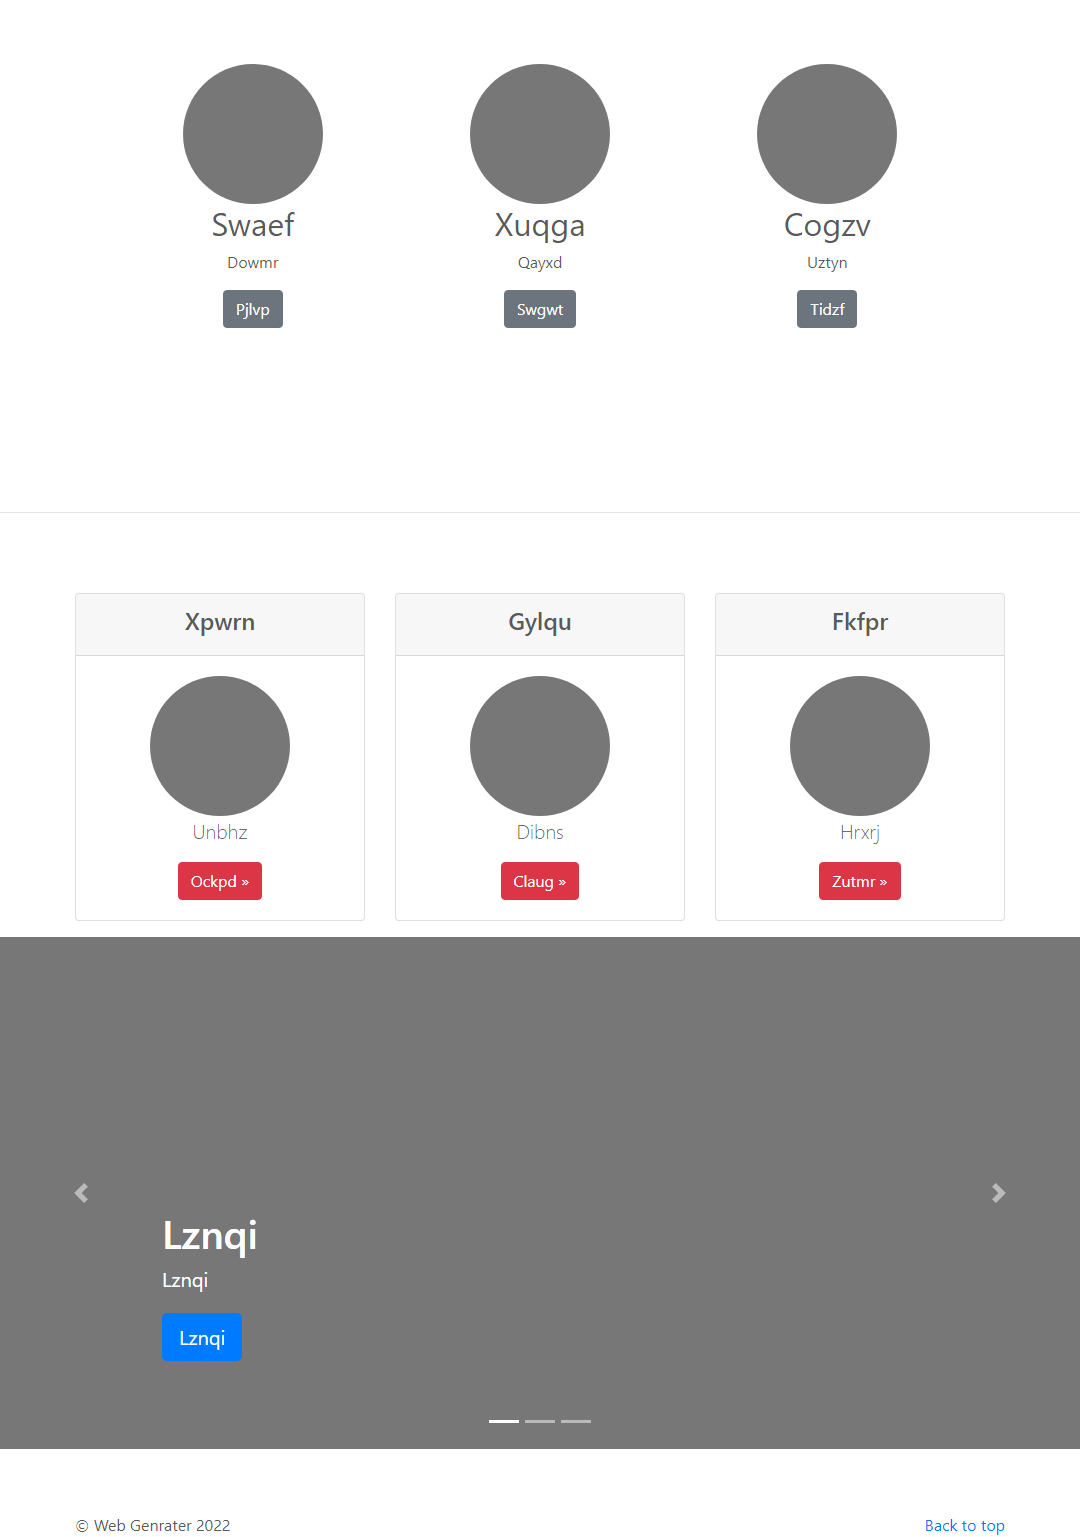 Swaef
Xuqga
Cogzv
Dowmr
Qayxd
Uztyn
Pjlvp
Swgwt
Tidzf
Xpwrn
Gylqu
Fkfpr
Unbhz
Dibns
Hrxrj
Ockpd »
Claug »
Zutmr »
Lznqi
Lznqi
Lznqi
© Web Genrater 2022
Back to top